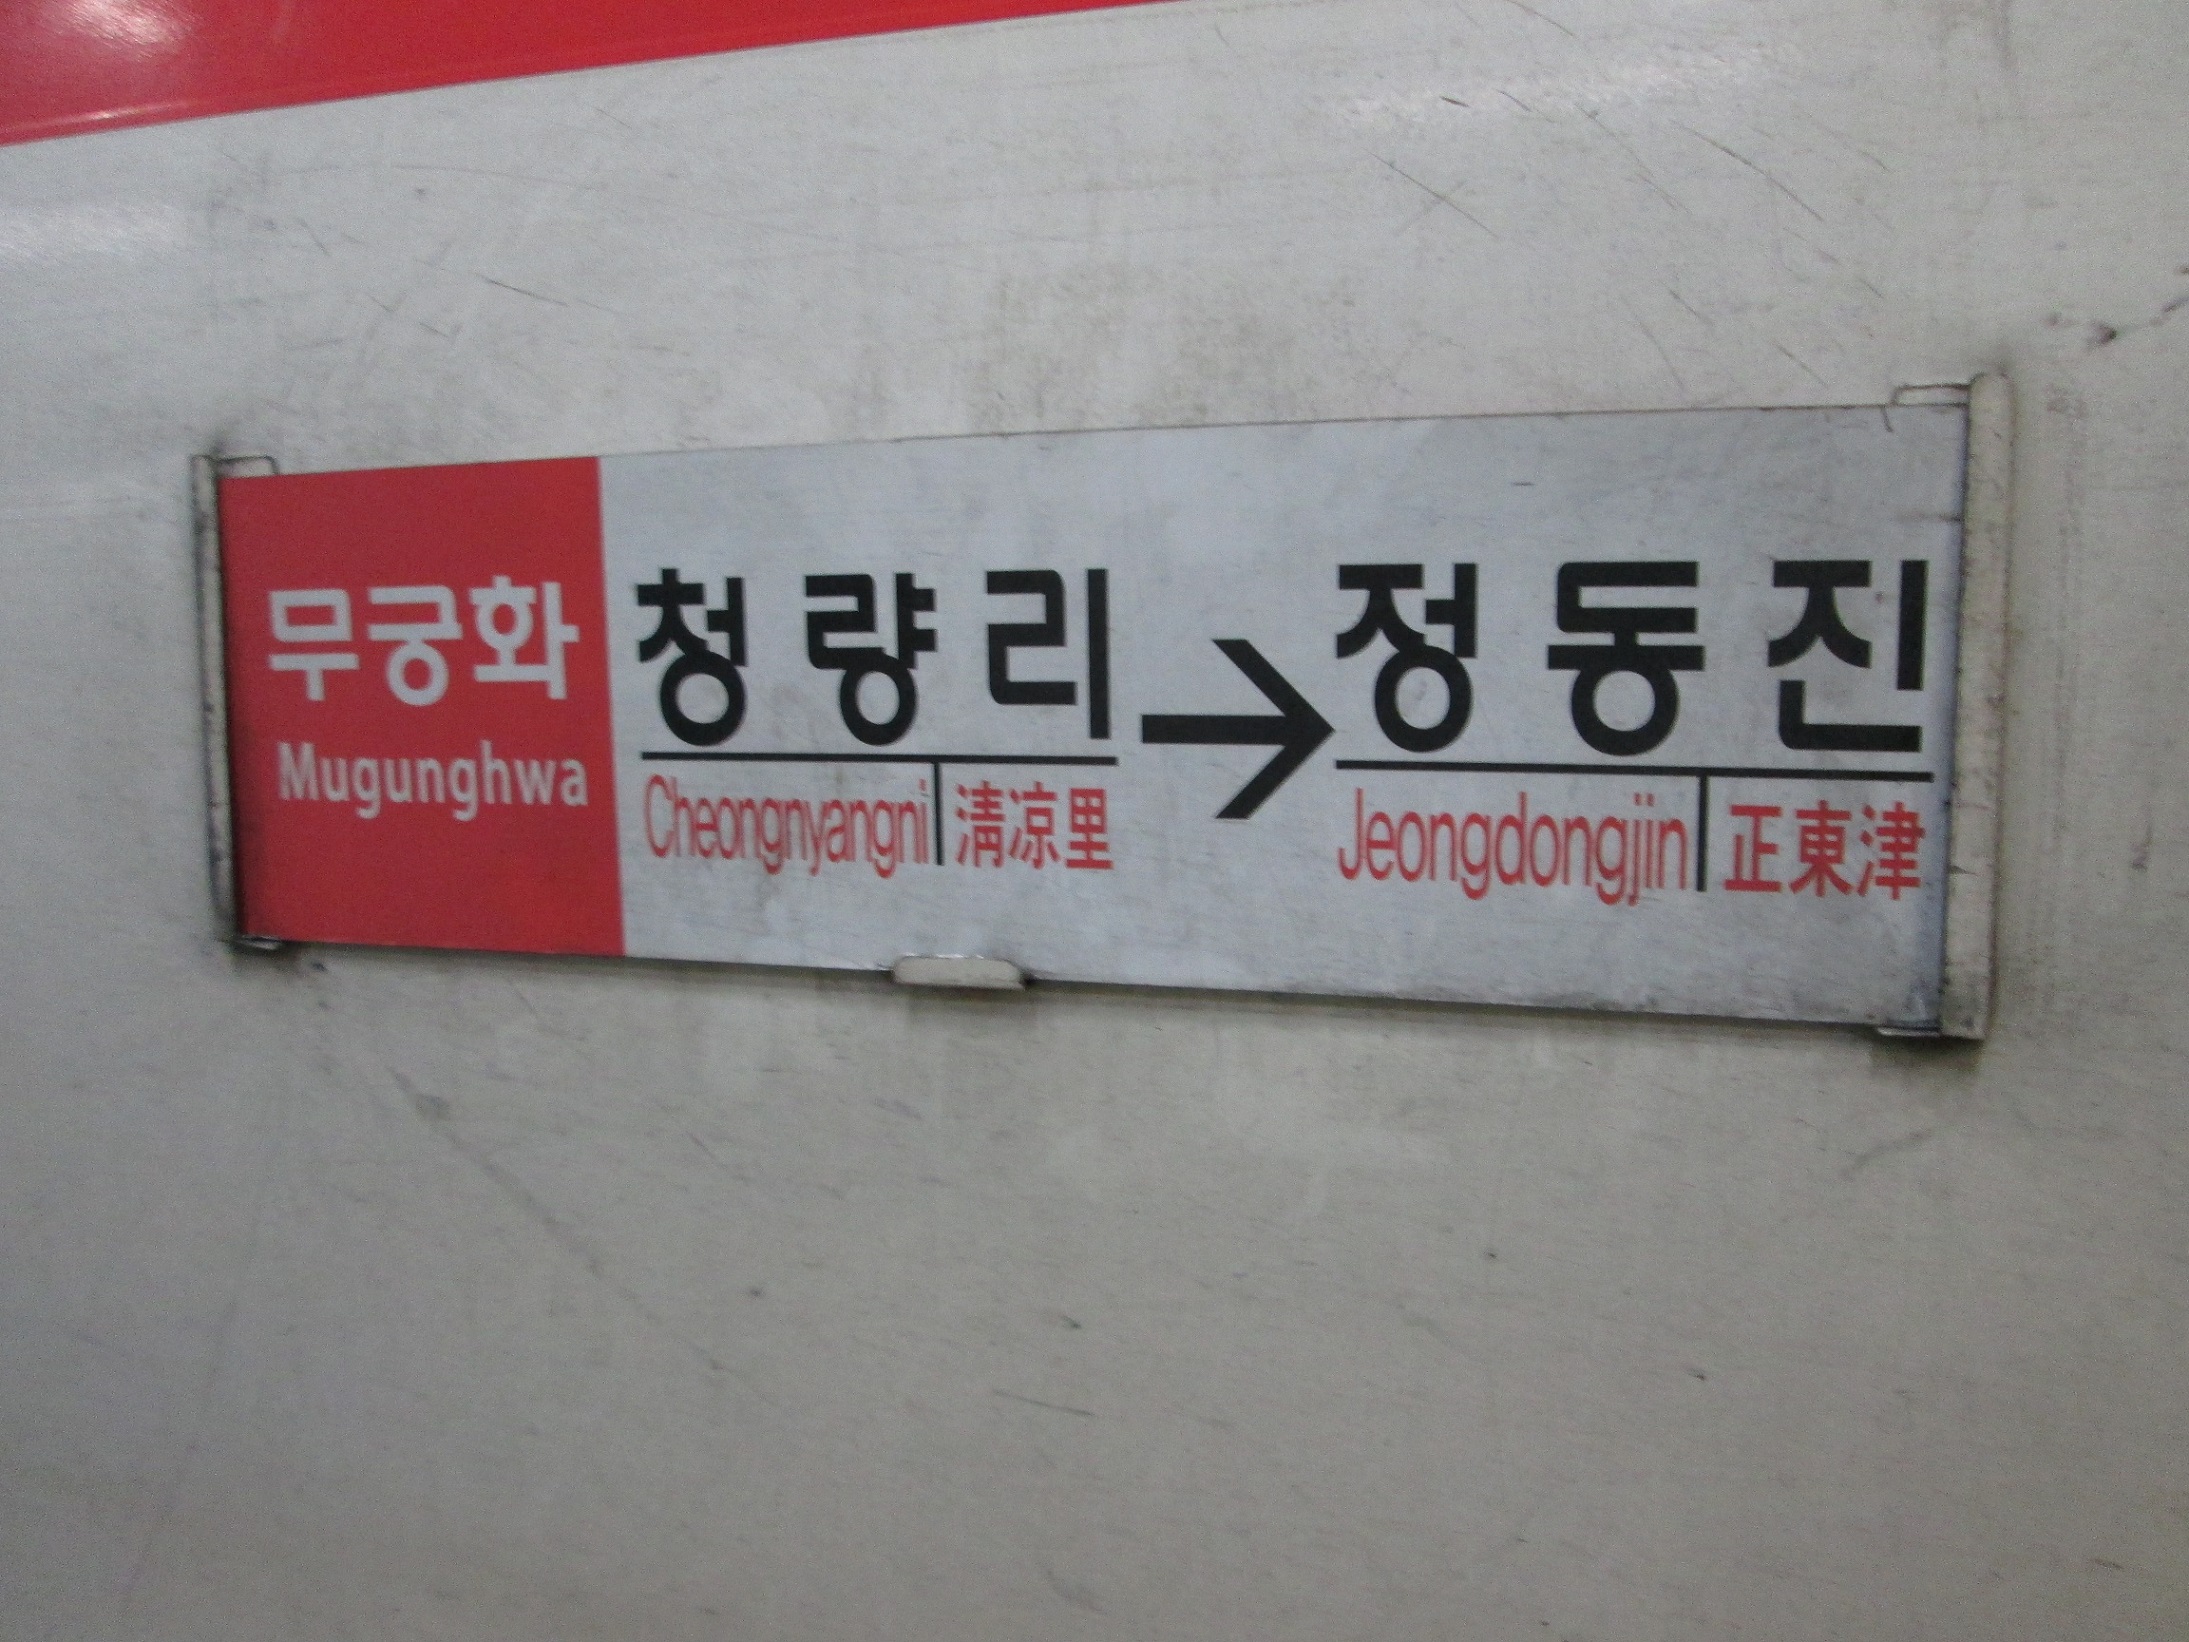 무궁화
Mugunghwa
청량리 → 정동진
Cheongnyangni 淸凉里
Jeongdongjin 正東津